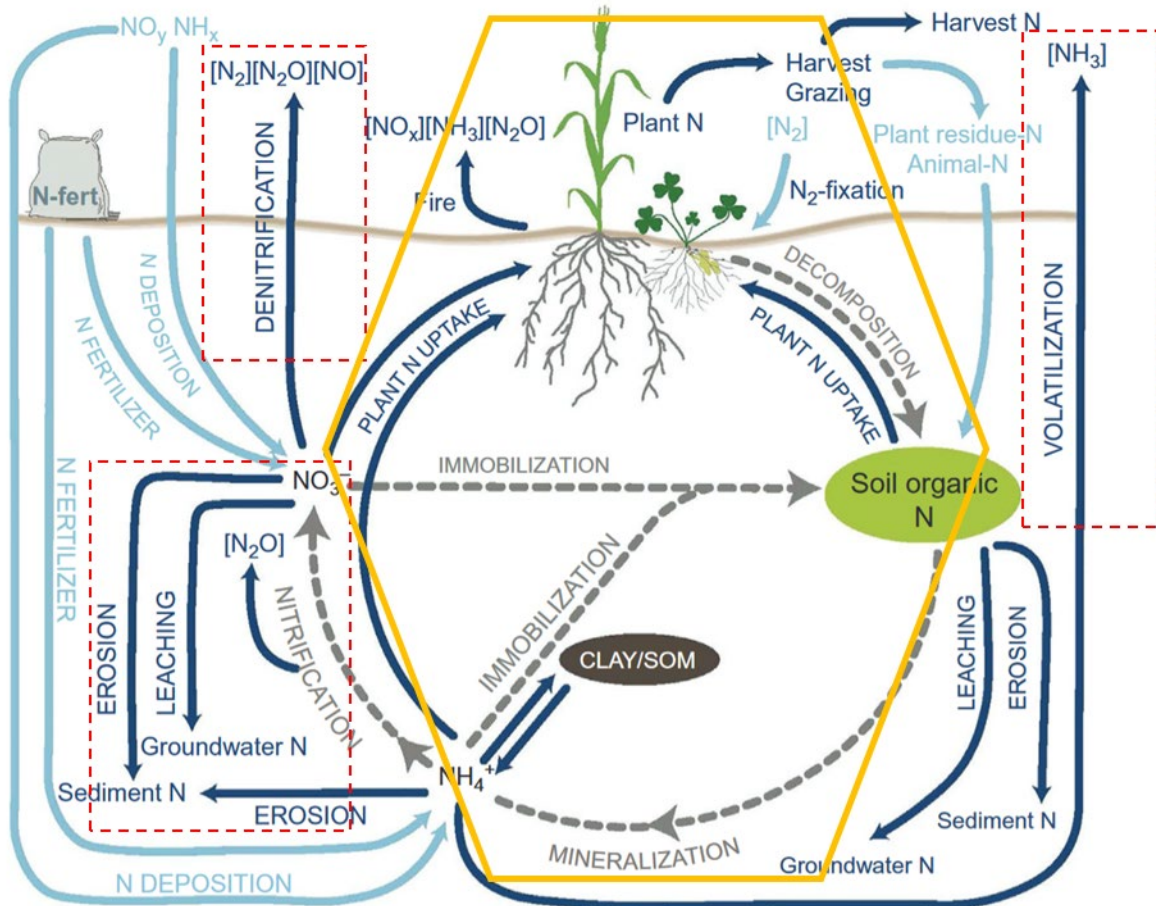 NOy NHx
Harvest N
[N2][N2O][NO]
[NH3]
Harvest
Grazing
[NOx][NH3][N2O]
Plant N
[N2]
Plant residue-N
Animal-N
N-fert
Fire
N2-fixation
N DEPOSITION
DENITRIFICATION
N FERTILIZER
PLANT N UPTAKE
DECOMPOSITION
PLANT N UPTAKE
VOLATILIZATION
NO3−
IMMOBILIZATION
Soil organic
N
N FERTILIZER
[N2O]
EROSION
LEACHING
NITRIFICATION
IMMOBILIZATION
CLAY/SOM
LEACHING
EROSION
Groundwater N
NH4+
Sediment N
EROSION
Sediment N
MINERALIZATION
Groundwater N
N DEPOSITION